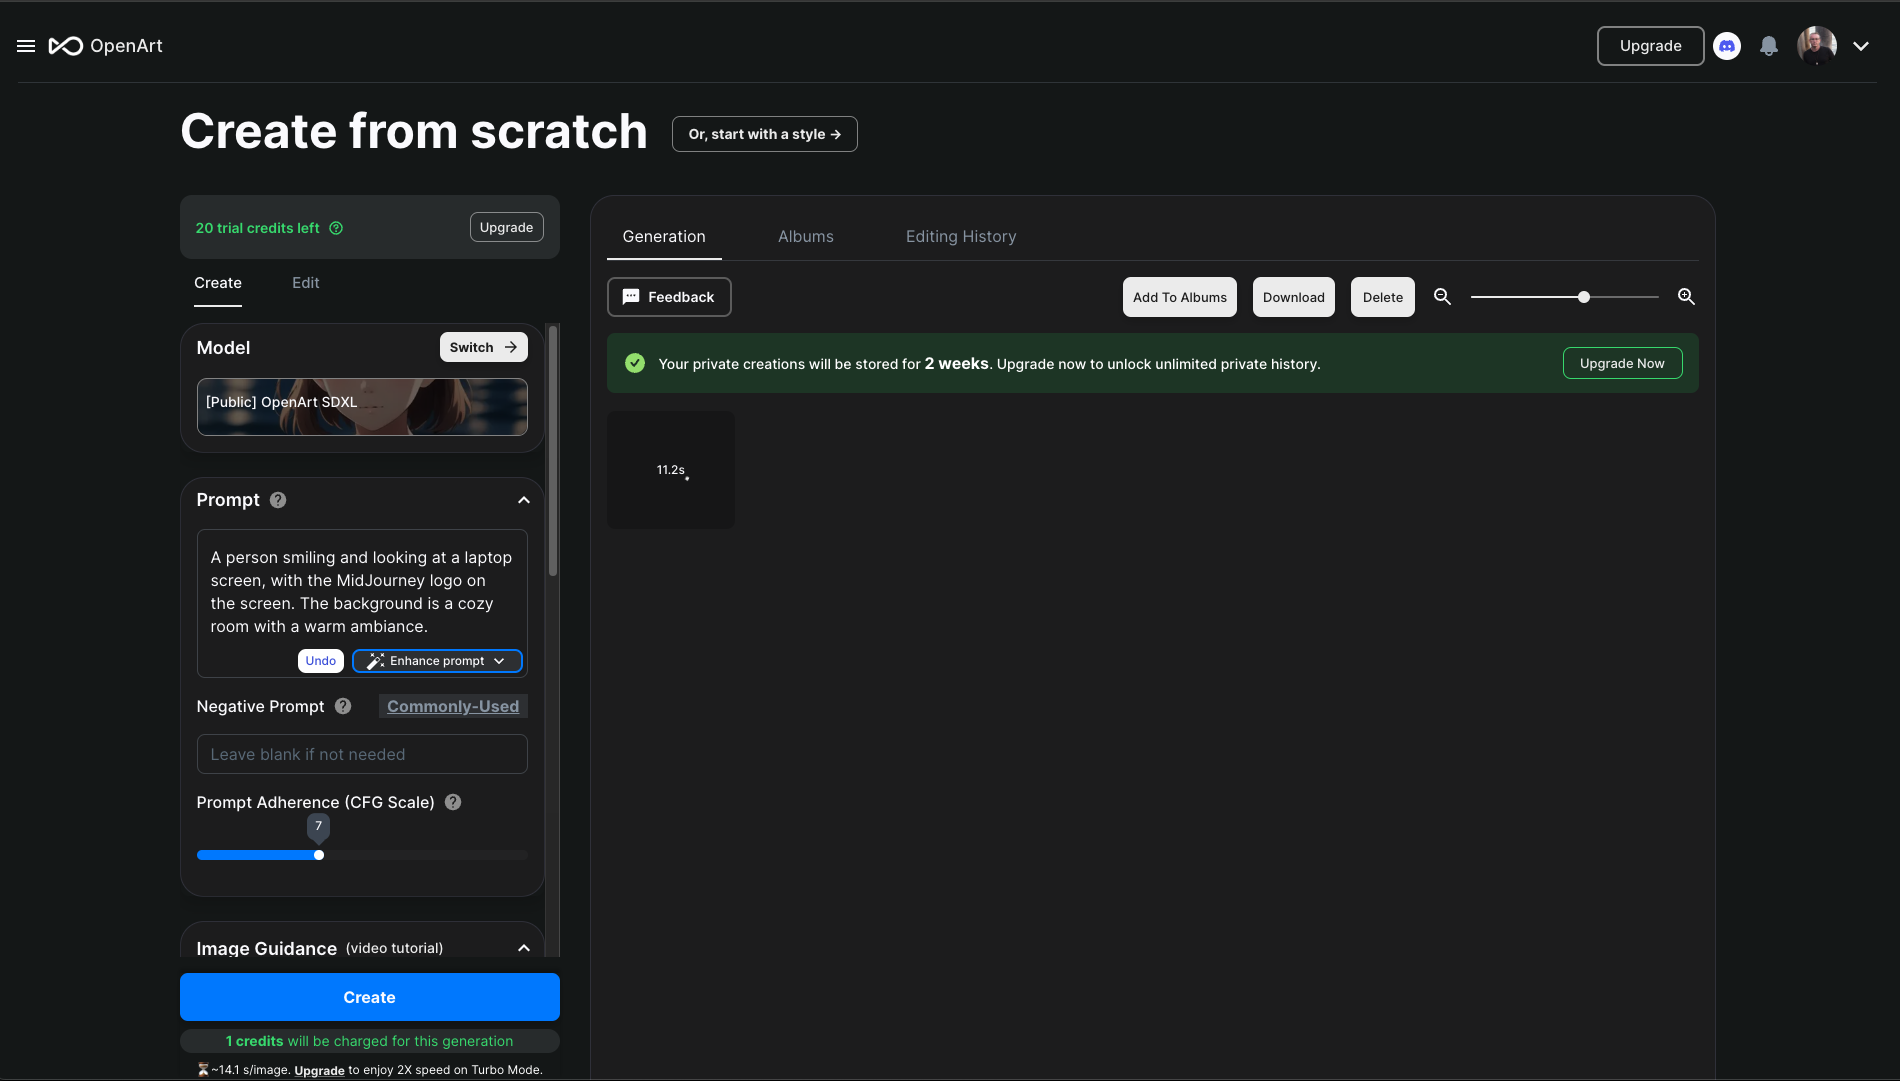 OpenArt
Upgrade
Create from scratch
Or, start with a style →
20 trial credits left
Upgrade
Create
Edit
Model
Switch →
[Public] OpenArt SDXL
Prompt
A person smiling and looking at a laptop
screen, with the MidJourney logo on
the screen. The background is a cozy
room with a warm ambiance.
Undo
Enhance prompt
Negative Prompt
Commonly-Used
Leave blank if not needed
Prompt Adherence (CFG Scale)
7
Image Guidance (video tutorial)
Create
1 credits will be charged for this generation
⏳~14.1 s/image. Upgrade to enjoy 2X speed on Turbo Mode.
Generation
Albums
Editing History
Feedback
Add To Albums
Download
Delete
Your private creations will be stored for 2 weeks. Upgrade now to unlock unlimited private history.
Upgrade Now
11.2s